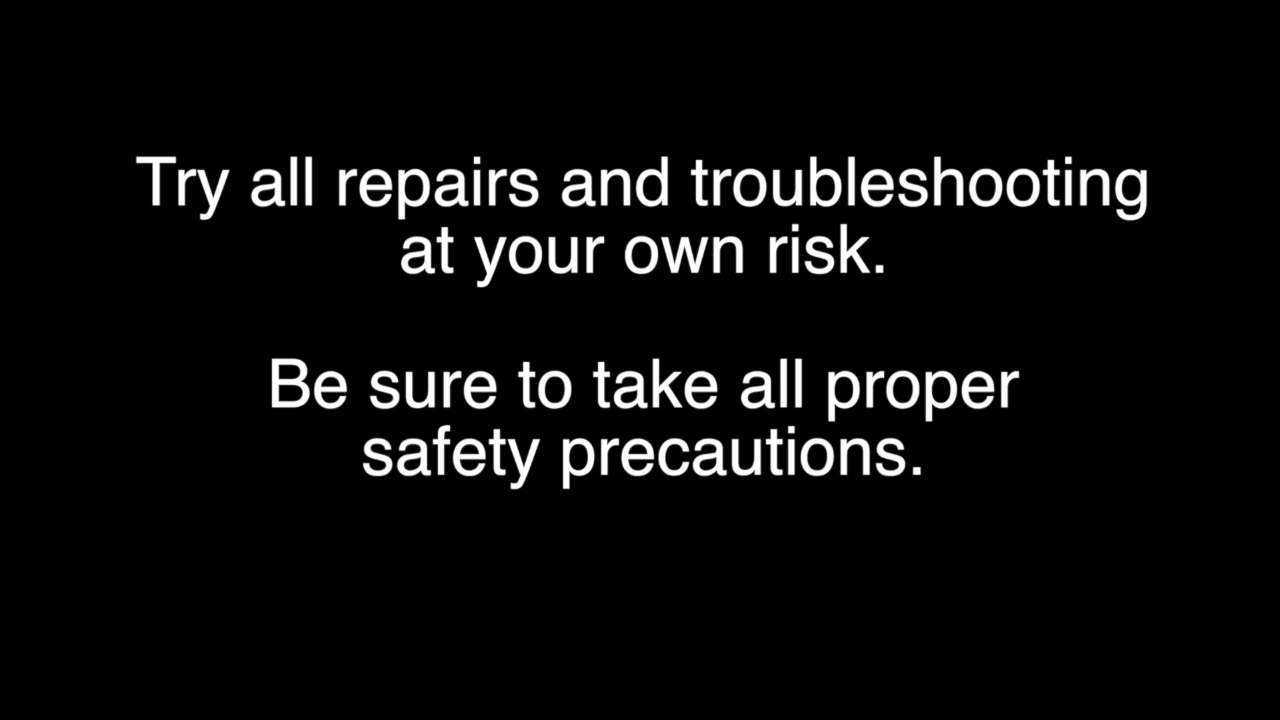 Try all repairs and troubleshooting
at your own risk.
Be sure to take all proper
safety precautions.